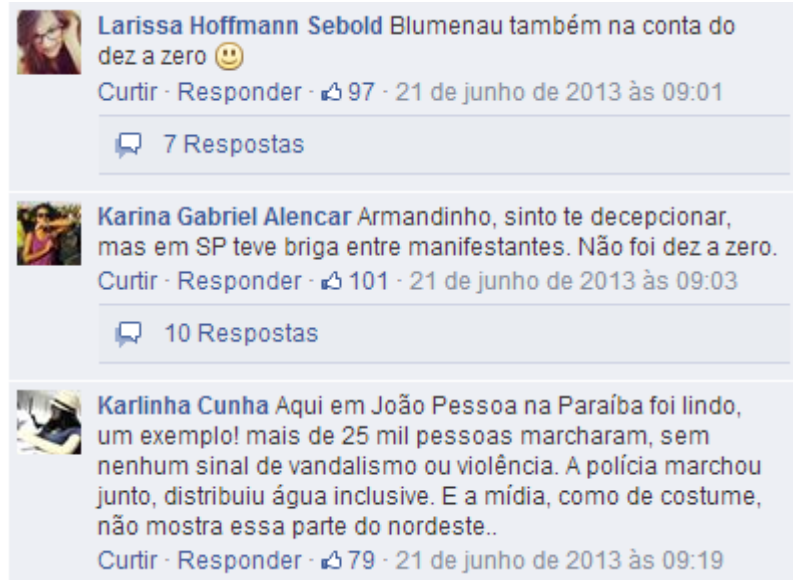 Larissa Hoffmann Sebold Blumenau também na conta do
dez a zero
Curtir · Responder · 97 · 21 de junho de 2013 às 09:01
7 Respostas
Karina Gabriel Alencar Armandinho, sinto te decepcionar,
mas em SP teve briga entre manifestantes. Não foi dez a zero.
Curtir · Responder · 101 · 21 de junho de 2013 às 09:03
10 Respostas
Karlinha Cunha Aqui em João Pessoa na Paraíba foi lindo,
um exemplo! mais de 25 mil pessoas marcharam, sem
nenhum sinal de vandalismo ou violência. A polícia marchou
junto, distribuiu água inclusive. E a mídia, como de costume,
não mostra essa parte do nordeste..
Curtir · Responder · 79 · 21 de junho de 2013 às 09:19